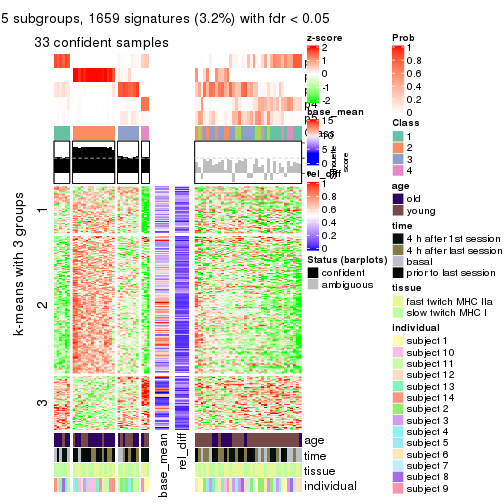 5 subgroups, 1659 signatures (3.2%) with fdr < 0.05
33 confident samples
k-means with 3 groups
1
2
3
base_mean
rel_diff
age
time
tissue
individual
z-score
2
1
0
-1
-2
base_mean
15
10
5
0
rel_diff
1
0.8
0.6
0.4
0.2
0
Status (barplots)
confident
ambiguous
Prob
1
0.8
0.6
0.4
0.2
0
Class
1
2
3
4
age
old
young
time
4 h after 1st session
4 h after last session
basal
prior to last session
tissue
fast twitch MHC IIa
slow twitch MHC I
individual
subject 1
subject 10
subject 11
subject 12
subject 13
subject 14
subject 2
subject 3
subject 4
subject 5
subject 6
subject 7
subject 8
subject 9